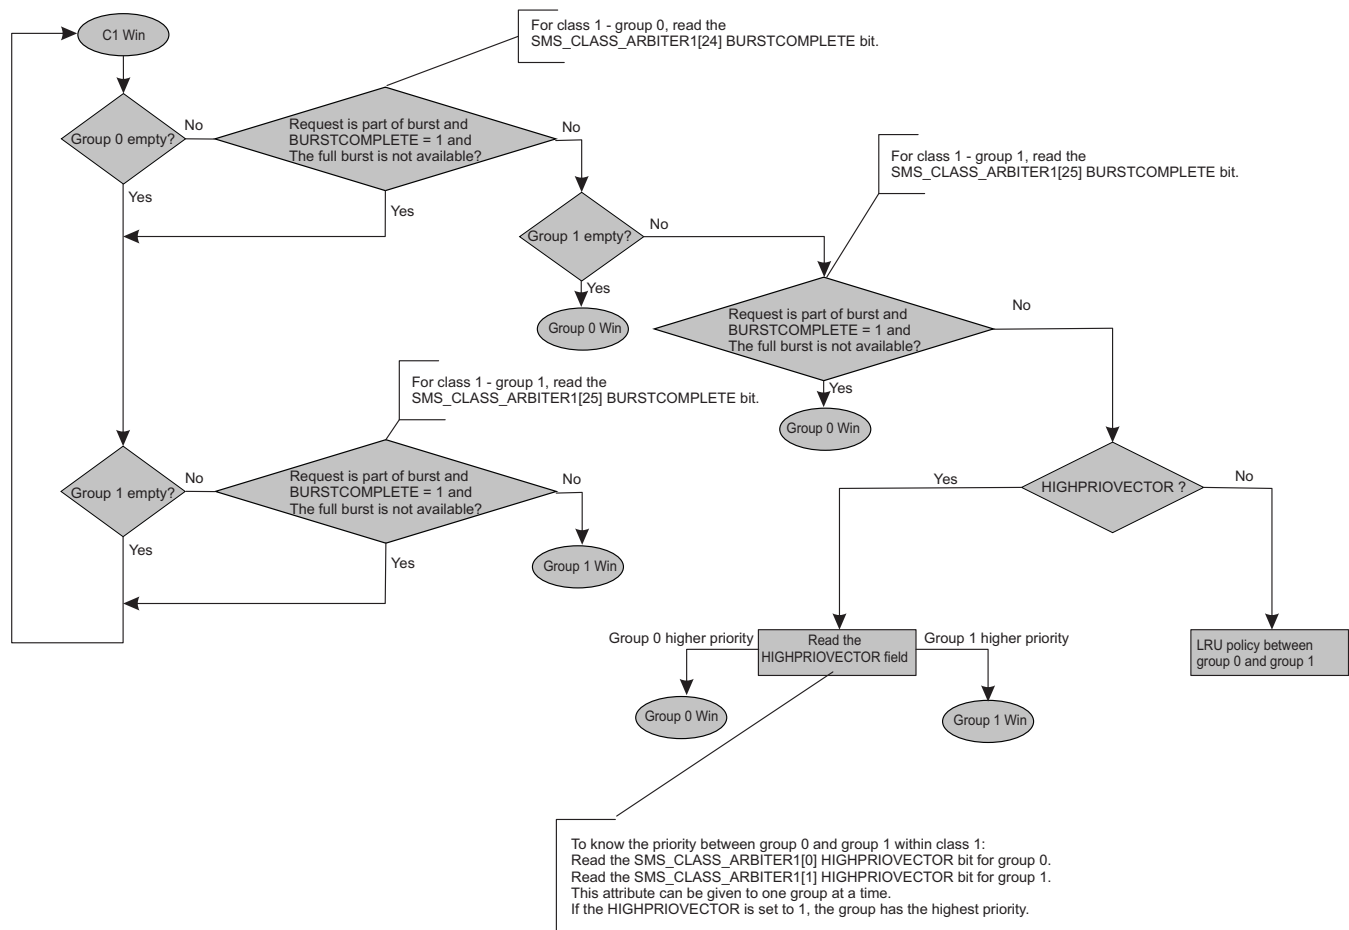 C1 Win
For class 1 - group 0, read the
SMS_CLASS_ARBITER1[24] BURSTCOMPLETE bit.
Group 0 empty?
No
Request is part of burst and
BURSTCOMPLETE = 1 and
The full burst is not available?
No
For class 1 - group 1, read the
SMS_CLASS_ARBITER1[25] BURSTCOMPLETE bit.
Yes
Yes
Group 1 empty?
No
Yes
Group 0 Win
Request is part of burst and
BURSTCOMPLETE = 1 and
The full burst is not available?
No
Yes
Group 0 Win
For class 1 - group 1, read the
SMS_CLASS_ARBITER1[25] BURSTCOMPLETE bit.
Group 1 empty?
No
Request is part of burst and
BURSTCOMPLETE = 1 and
The full burst is not available?
No
Yes
Yes
Group 1 Win
Yes
HIGHPRIOVECTOR ?
No
Group 0 higher priority
Read the
HIGHPRIOVECTOR field
Group 1 higher priority
LRU policy between
group 0 and group 1
Group 0 Win
Group 1 Win
To know the priority between group 0 and group 1 within class 1:
Read the SMS_CLASS_ARBITER1[0] HIGHPRIOVECTOR bit for group 0.
Read the SMS_CLASS_ARBITER1[1] HIGHPRIOVECTOR bit for group 1.
This attribute can be given to one group at a time.
If the HIGHPRIOVECTOR is set to 1, the group has the highest priority.